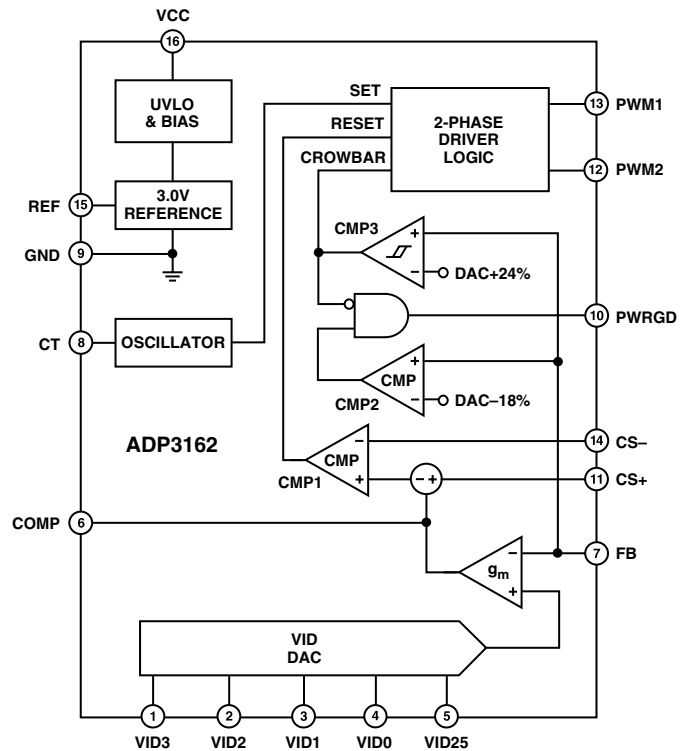 VCC
16
UVLO
& BIAS
SET
RESET
CROWBAR
2-PHASE
DRIVER
LOGIC
13 PWM1
12 PWM2
REF 15
3.0V
REFERENCE
GND 9
CMP3
+
–
DAC+24%
CT 8
OSCILLATOR
10 PWRGD
+
CMP
–
DAC–18%
CMP2
ADP3162
–
CMP
+
CMP1
– +
14 CS–
11 CS+
COMP 6
–
gm
+
7 FB
VID
DAC
1 2 3 4 5
VID3 VID2 VID1 VID0 VID25